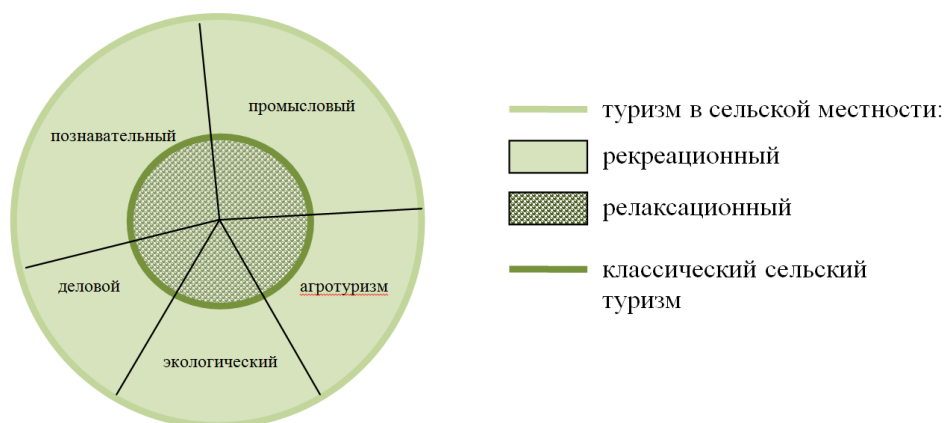 промысловый
познавательный
деловой
агротуризм
экологический
туризм в сельской местности:
рекреационный
релаксационный
классический сельский
туризм